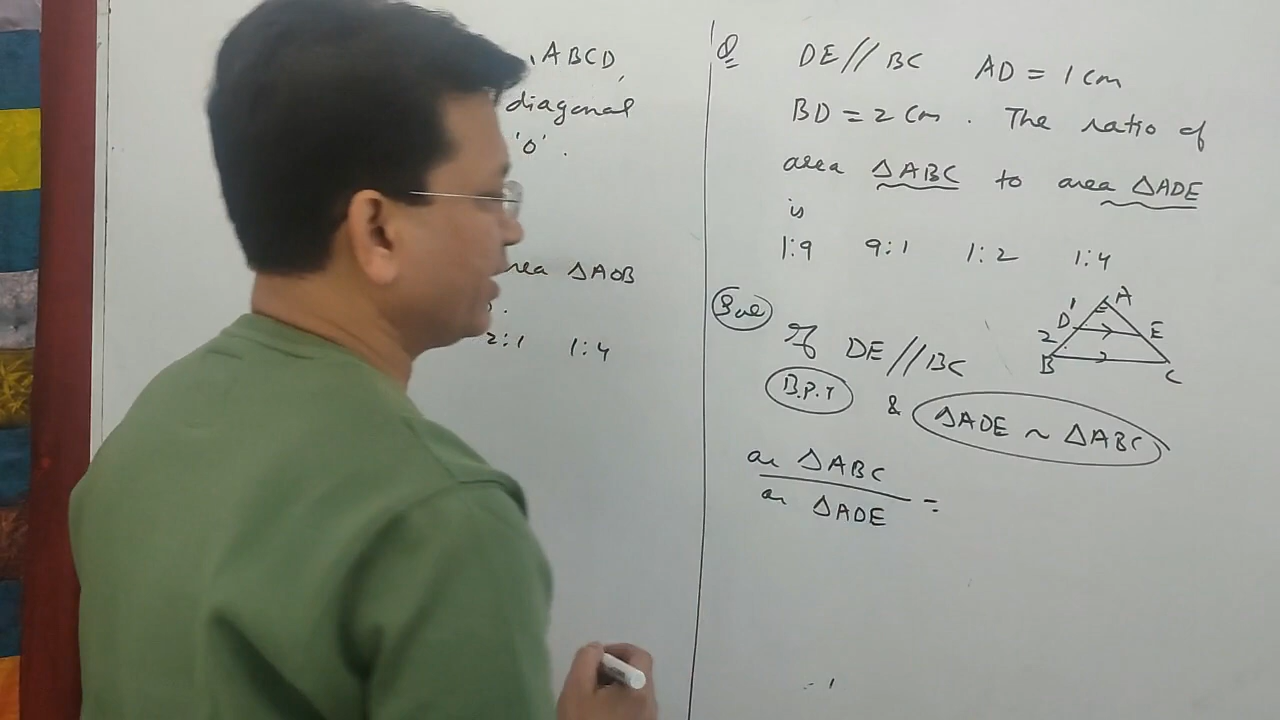 ABCD,
diagonal
'O'.
area ΔAOB
2:1 1:4
Q DE // BC AD = 1 cm
BD = 2 cm. The ratio of
area ΔABC to area ΔADE
is
1:9 9:1 1:2 1:4
Sol
If DE // BC
B.P.T & ΔADE ~ ΔABC
ar ΔABC
ar ΔADE =
A
1
D E
2
B C